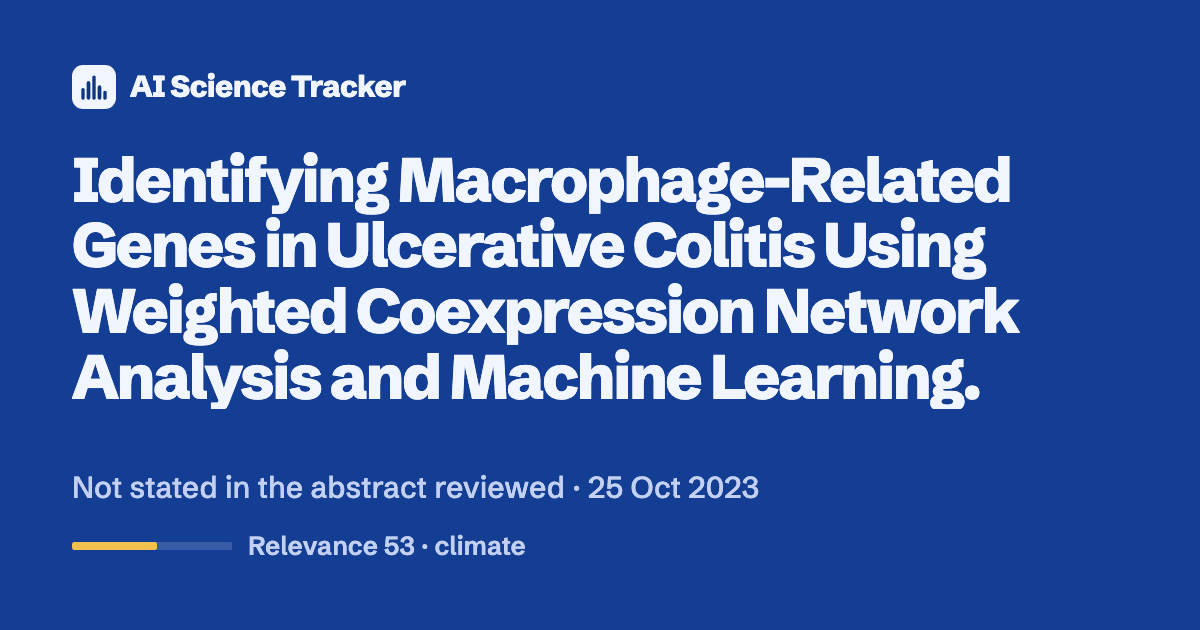 AI Science Tracker
Identifying Macrophage-Related
Genes in Ulcerative Colitis Using
Weighted Coexpression Network
Analysis and Machine Learning.
Not stated in the abstract reviewed · 25 Oct 2023
Relevance 53 · climate